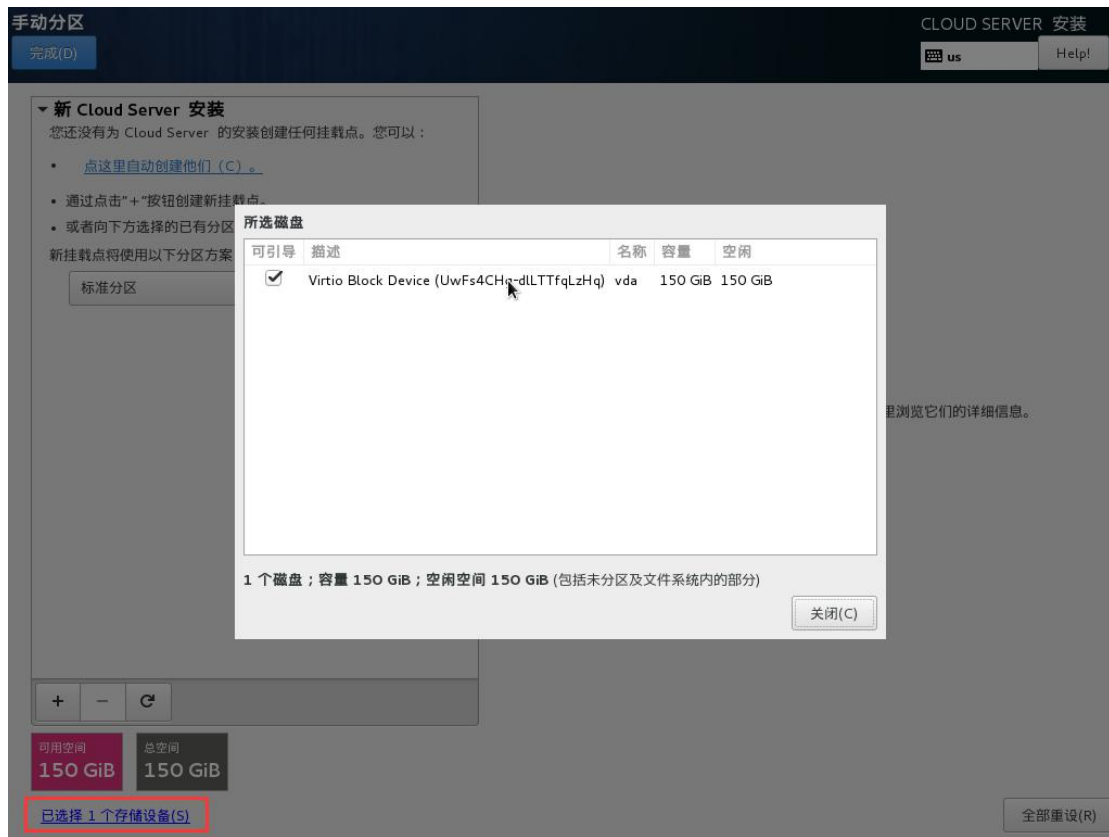 手动分区
CLOUD SERVER 安装
完成(D)
us
Help!
新 Cloud Server 安装
您还没有为 Cloud Server 的安装创建任何挂载点。您可以：
• 点这里自动创建他们（C）。
• 通过点击"+"按钮创建新挂载点。
• 或者向下方选择的已有分区
新挂载点将使用以下分区方案
标准分区
所选磁盘
可引导 描述 名称 容量 空闲
Virtio Block Device (UwFs4CHq-dlLTTfqLzHq) vda 150 GiB 150 GiB
里浏览它们的详细信息。
1 个磁盘；容量 150 GiB；空闲空间 150 GiB (包括未分区及文件系统内的部分)
关闭(C)
可用空间
150 GiB
总空间
150 GiB
已选择 1 个存储设备(S)
全部重设(R)